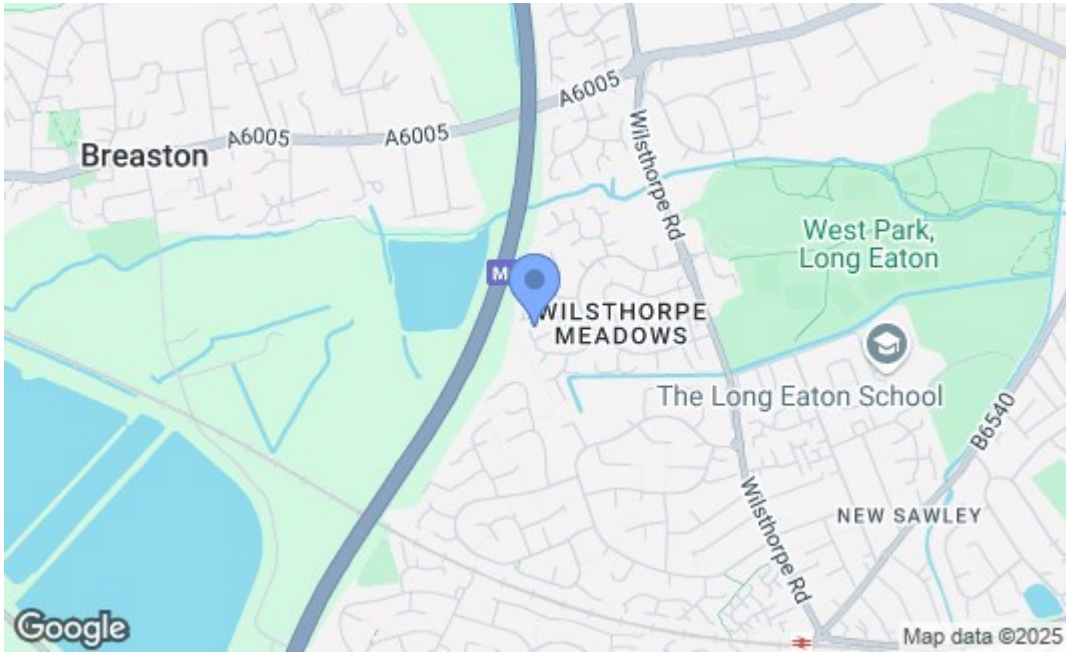 A6005
A6005
A6005
Breaston
Wilsthorpe Rd
West Park,
Long Eaton
M
WILSTHORPE
MEADOWS
The Long Eaton School
B6540
NEW SAWLEY
Wilsthorpe Rd
Google
Map data ©2025